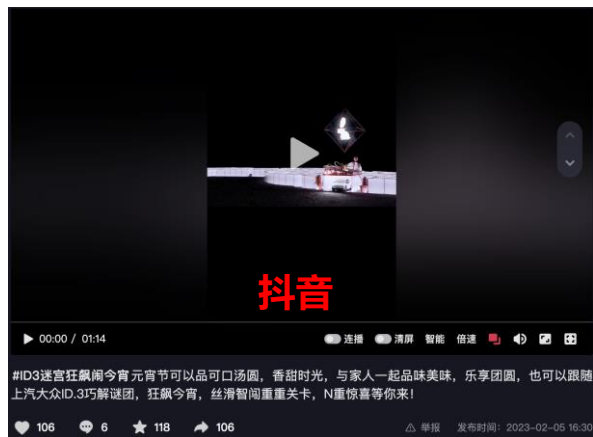 抖音
00:00 / 01:14
连播 清屏 智能 倍速
#ID3迷宫狂飙闹今宵元宵节可以品可口汤圆，香甜时光，与家人一起品味美味，乐享团圆，也可以跟随
上汽大众ID.3巧解谜团，狂飙今宵，丝滑智闯重重关卡，N重惊喜等你来！
106 6 118 106 举报 发布时间：2023-02-05 16:30